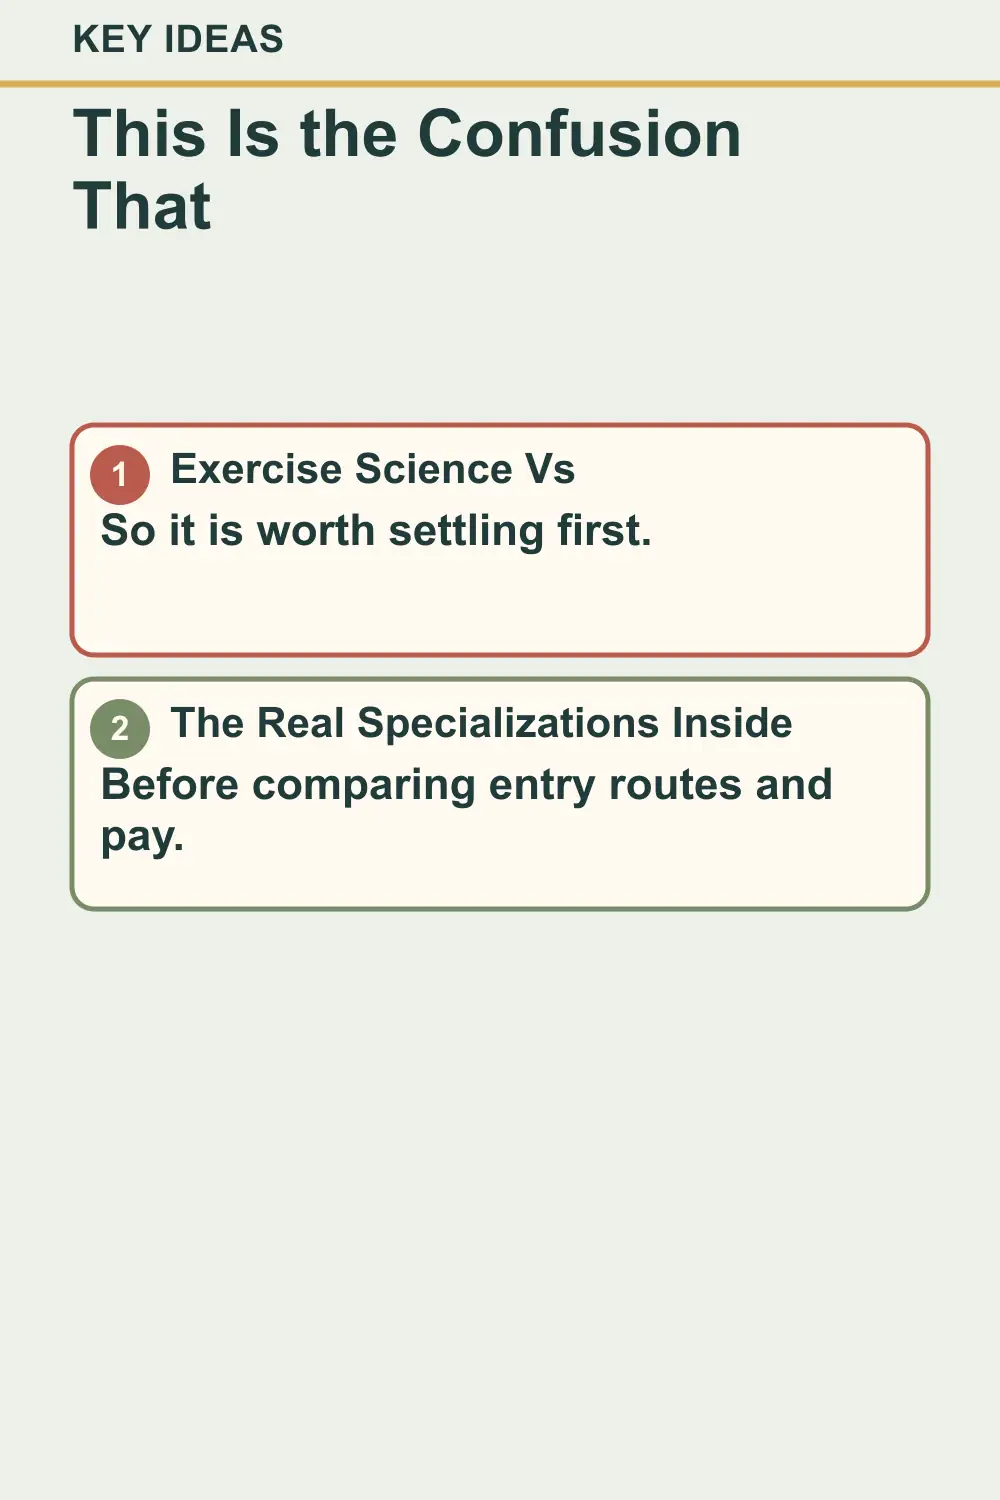 KEY IDEAS
This Is the Confusion
That
1 Exercise Science Vs
So it is worth settling first.
2 The Real Specializations Inside
Before comparing entry routes and
pay.